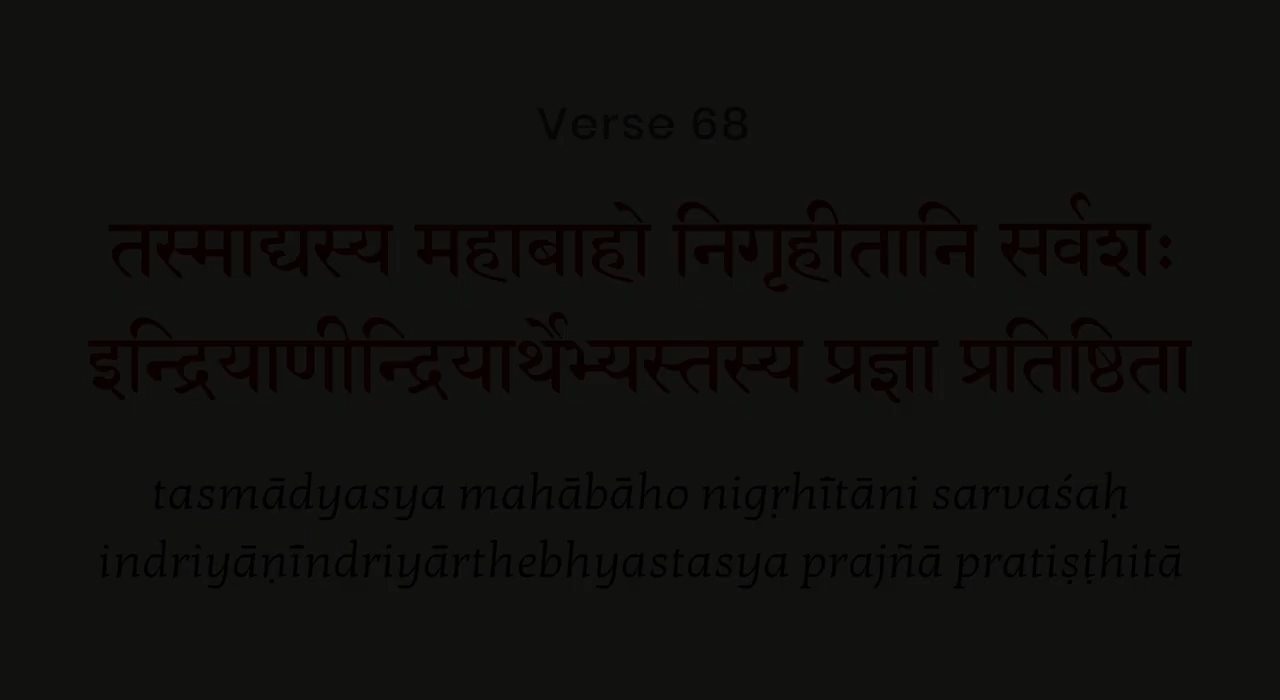 Verse 68
तस्माद्यस्य महाबाहो निगृहीतानि सर्वशः
इन्द्रियाणीन्द्रियार्थेभ्यस्तस्य प्रज्ञा प्रतिष्ठिता
tasmādyasya mahābāho nigṛhītāni sarvaśaḥ
indriyāṇīndriyārthebhyastasya prajñā pratiṣṭhitā